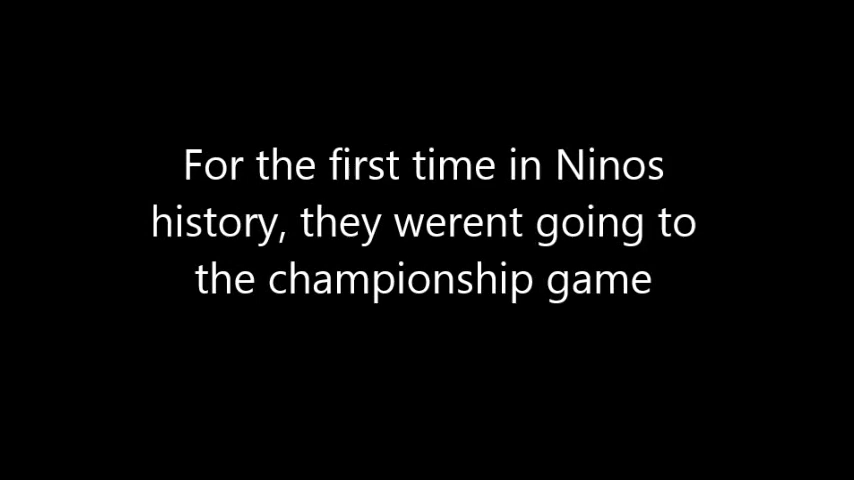 For the first time in Ninos
history, they werent going to
the championship game